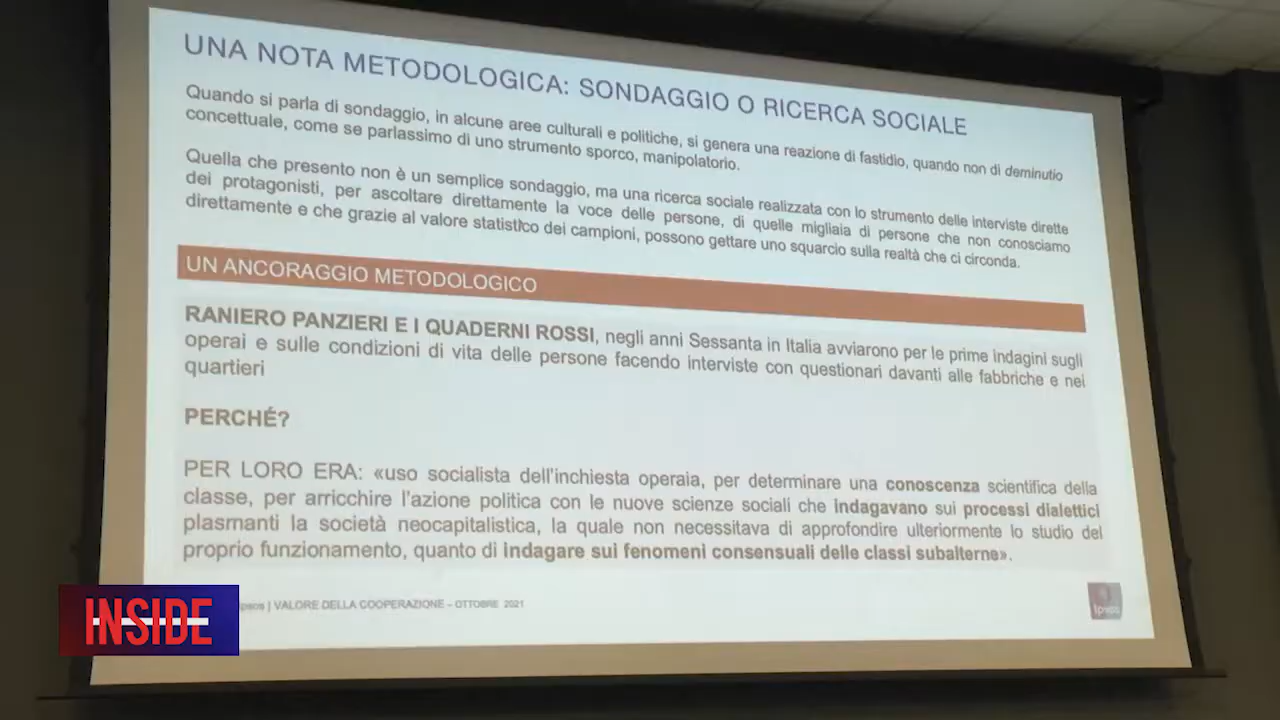 UNA NOTA METODOLOGICA: SONDAGGIO O RICERCA SOCIALE
Quando si parla di sondaggio, in alcune aree culturali e politiche, si genera una reazione di fastidio, quando non di deminutio
concettuale, come se parlassimo di uno strumento sporco, manipolatorio.
Quella che presento non è un semplice sondaggio, ma una ricerca sociale realizzata con lo strumento delle interviste dirette
dei protagonisti, per ascoltare direttamente la voce delle persone, di quelle migliaia di persone che non conosciamo
direttamente e che grazie al valore statistico dei campioni, possono gettare uno squarcio sulla realtà che ci circonda.
UN ANCORAGGIO METODOLOGICO
RANIERO PANZIERI E I QUADERNI ROSSI, negli anni Sessanta in Italia avviarono per le prime indagini sugli
operai e sulle condizioni di vita delle persone facendo interviste con questionari davanti alle fabbriche e nei
quartieri
PERCHÉ?
PER LORO ERA: «uso socialista dell'inchiesta operaia, per determinare una conoscenza scientifica della
classe, per arricchire l'azione politica con le nuove scienze sociali che indagavano sui processi dialettici
plasmanti la società neocapitalistica, la quale non necessitava di approfondire ulteriormente lo studio del
proprio funzionamento, quanto di indagare sui fenomeni consensuali delle classi subalterne».
Ipsos | VALORE DELLA COOPERAZIONE – OTTOBRE 2021
Ipsos
INSIDE